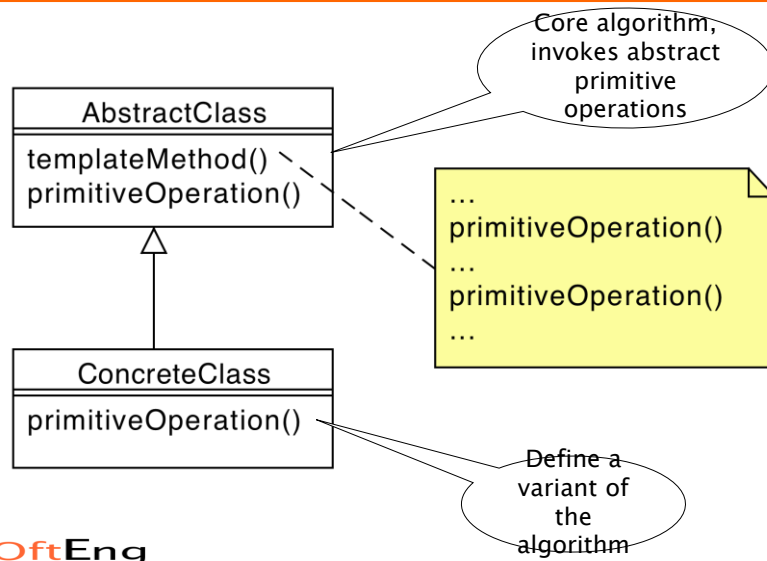 Core algorithm,
invokes abstract
primitive
operations
AbstractClass
templateMethod()
primitiveOperation()
...
primitiveOperation()
...
primitiveOperation()
...
ConcreteClass
primitiveOperation()
Define a
variant of
the
algorithm
OftEng